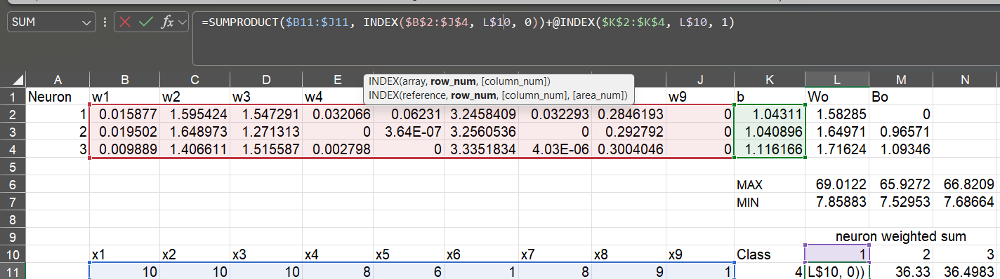 SUM =SUMPRODUCT($B11:$J11, INDEX($B$2:$J$4, L$10, 0))+@INDEX($K$2:$K$4, L$10, 1)
A B C D E J K L M N
INDEX(array, row_num, [column_num])
INDEX(reference, row_num, [column_num], [area_num])
1 Neuron w1 w2 w3 w4 w9 b Wo Bo
2 1 0.015877 1.595424 1.547291 0.032066 0.06231 3.2458409 0.032293 0.2846193 0 1.04311 1.58285 0
3 2 0.019502 1.648973 1.271313 0 3.64E-07 3.2560536 0 0.292792 0 1.040896 1.64971 0.96571
4 3 0.009889 1.406611 1.515587 0.002798 0 3.3351834 4.03E-06 0.3004046 0 1.116166 1.71624 1.09346
5
6 MAX 69.0122 65.9272 66.8209
7 MIN 7.85883 7.52953 7.68664
8
9 neuron weighted sum
10 x1 x2 x3 x4 x5 x6 x7 x8 x9 Class 1 2 3
11 10 10 10 8 6 1 8 9 1 4 L$10, 0)) 36.33 36.4983